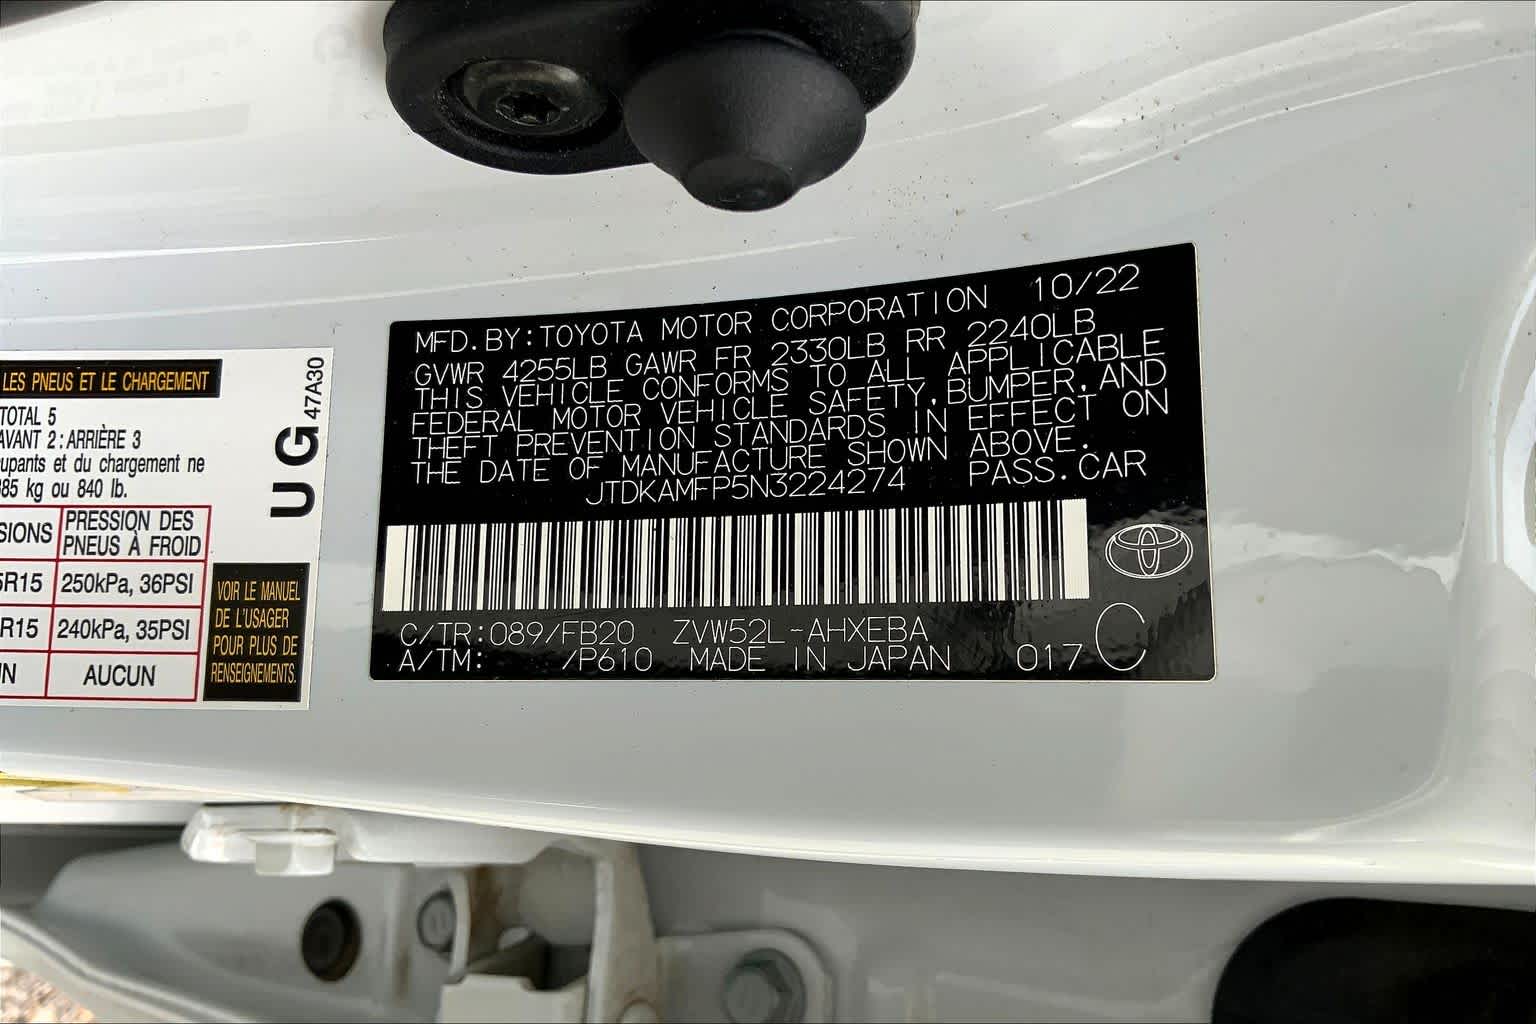 LES PNEUS ET LE CHARGEMENT
TOTAL 5
AVANT 2: ARRIÈRE 3
du chargement ne
kg ou 840 lb.
PRESSION DES
PNEUS À FROID
R15 250kPa, 36PSI
R15 240kPa, 35PSI
AUCUN
UG
47A30
VOIR LE MANUEL
DE L'USAGER
POUR PLUS DE
RENSEIGNEMENTS.
MFD. BY: TOYOTA MOTOR CORPORATION 10/22
GVWR 4255LB GAWR FR 2330LB RR 2240LB
THIS VEHICLE CONFORMS TO ALL APPLICABLE
FEDERAL MOTOR VEHICLE SAFETY, BUMPER, AND
THEFT PREVENTION STANDARDS IN EFFECT ON
THE DATE OF MANUFACTURE SHOWN ABOVE.
JTDKAMFP5N3224274 PASS. CAR
C/TR: 089/FB20 ZVW52L-AHXEBA
A/TM: /P610 MADE IN JAPAN 017 C